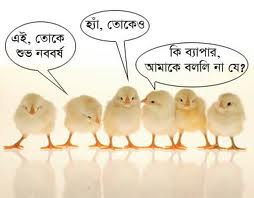 এই, তোকে
শুভ নববর্ষ
হ্যাঁ, তোকেও
কি ব্যাপার,
আমাকে বললি না যে?